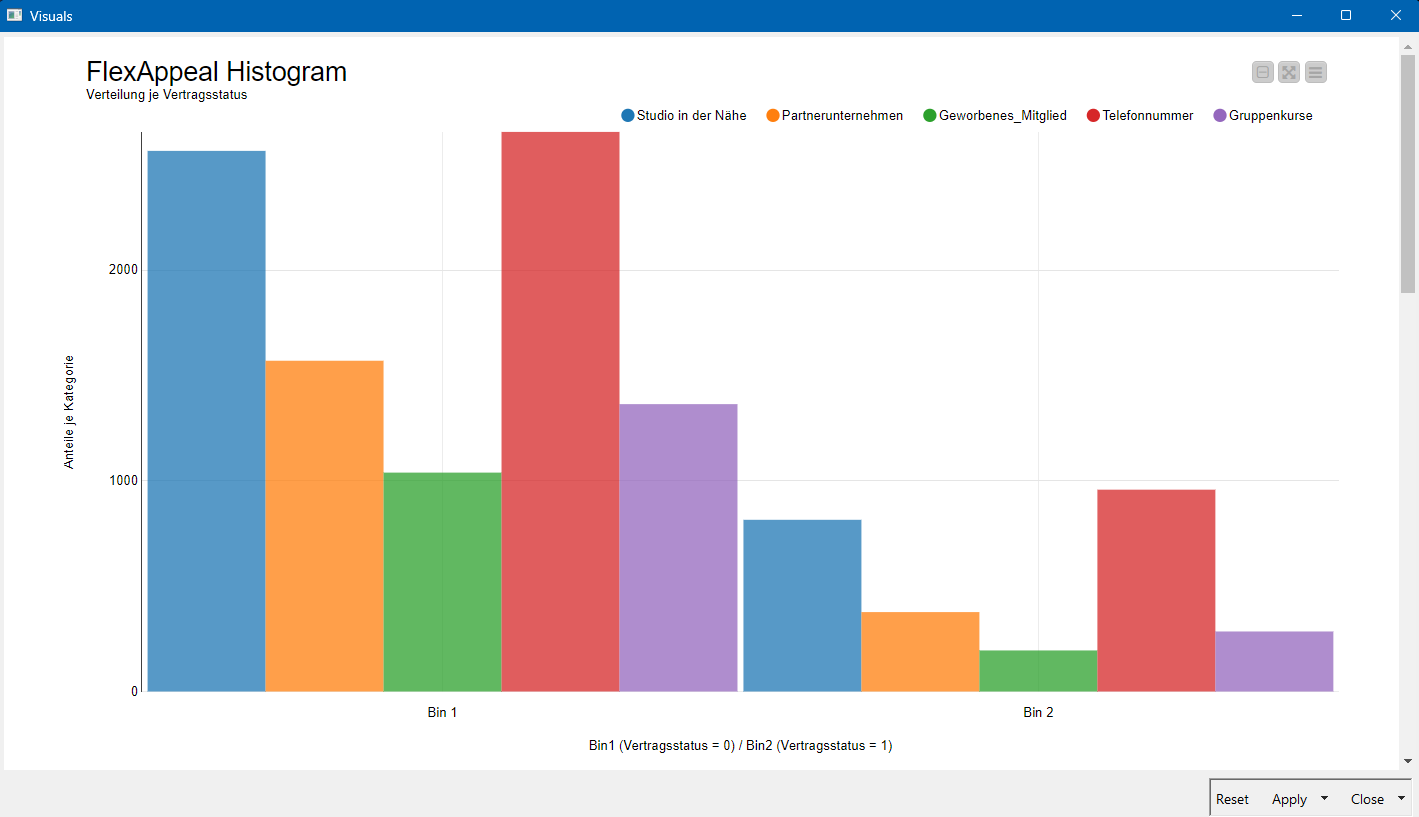 Visuals
FlexAppeal Histogram
Verteilung je Vertragsstatus
Studio in der Nähe Partnerunternehmen Geworbenes_Mitglied Telefonnummer Gruppenkurse
Anteile je Kategorie
2000
1000
0
Bin 1 Bin 2
Bin1 (Vertragsstatus = 0) / Bin2 (Vertragsstatus = 1)
Reset Apply Close